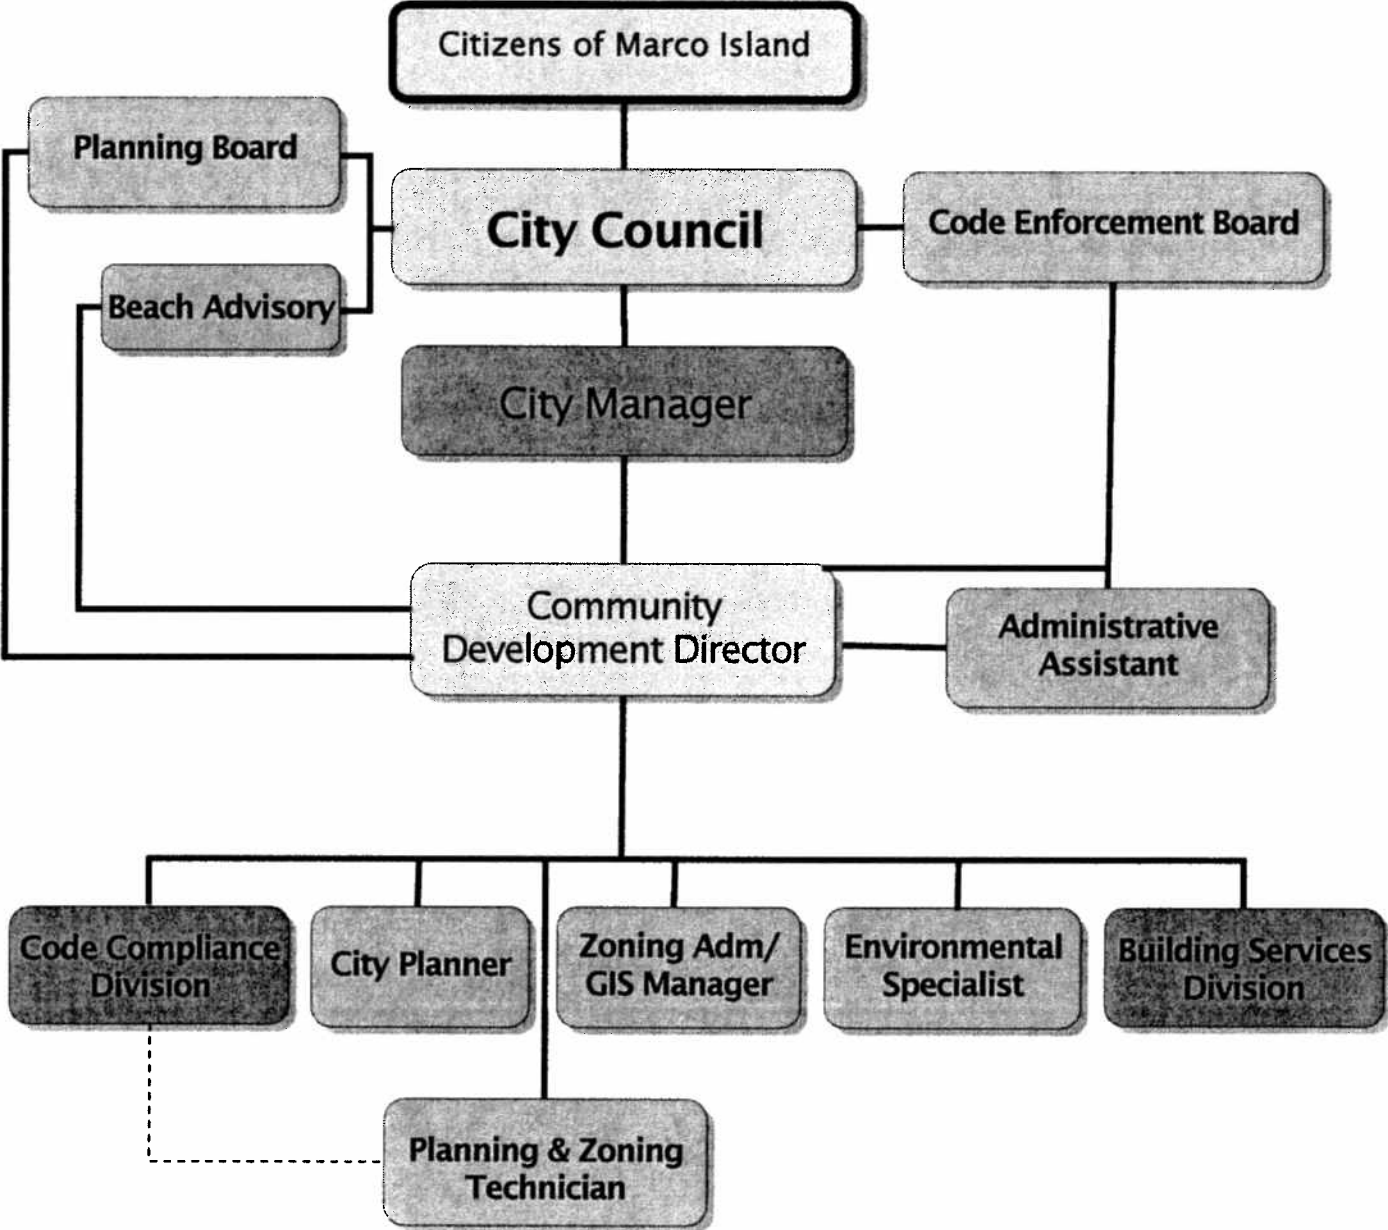 Citizens of Marco Island
Planning Board
City Council
Code Enforcement Board
Beach Advisory
City Manager
Community
Development Director
Administrative
Assistant
Code Compliance
Division
City Planner
Zoning Adm/
GIS Manager
Environmental
Specialist
Building Services
Division
Planning & Zoning
Technician